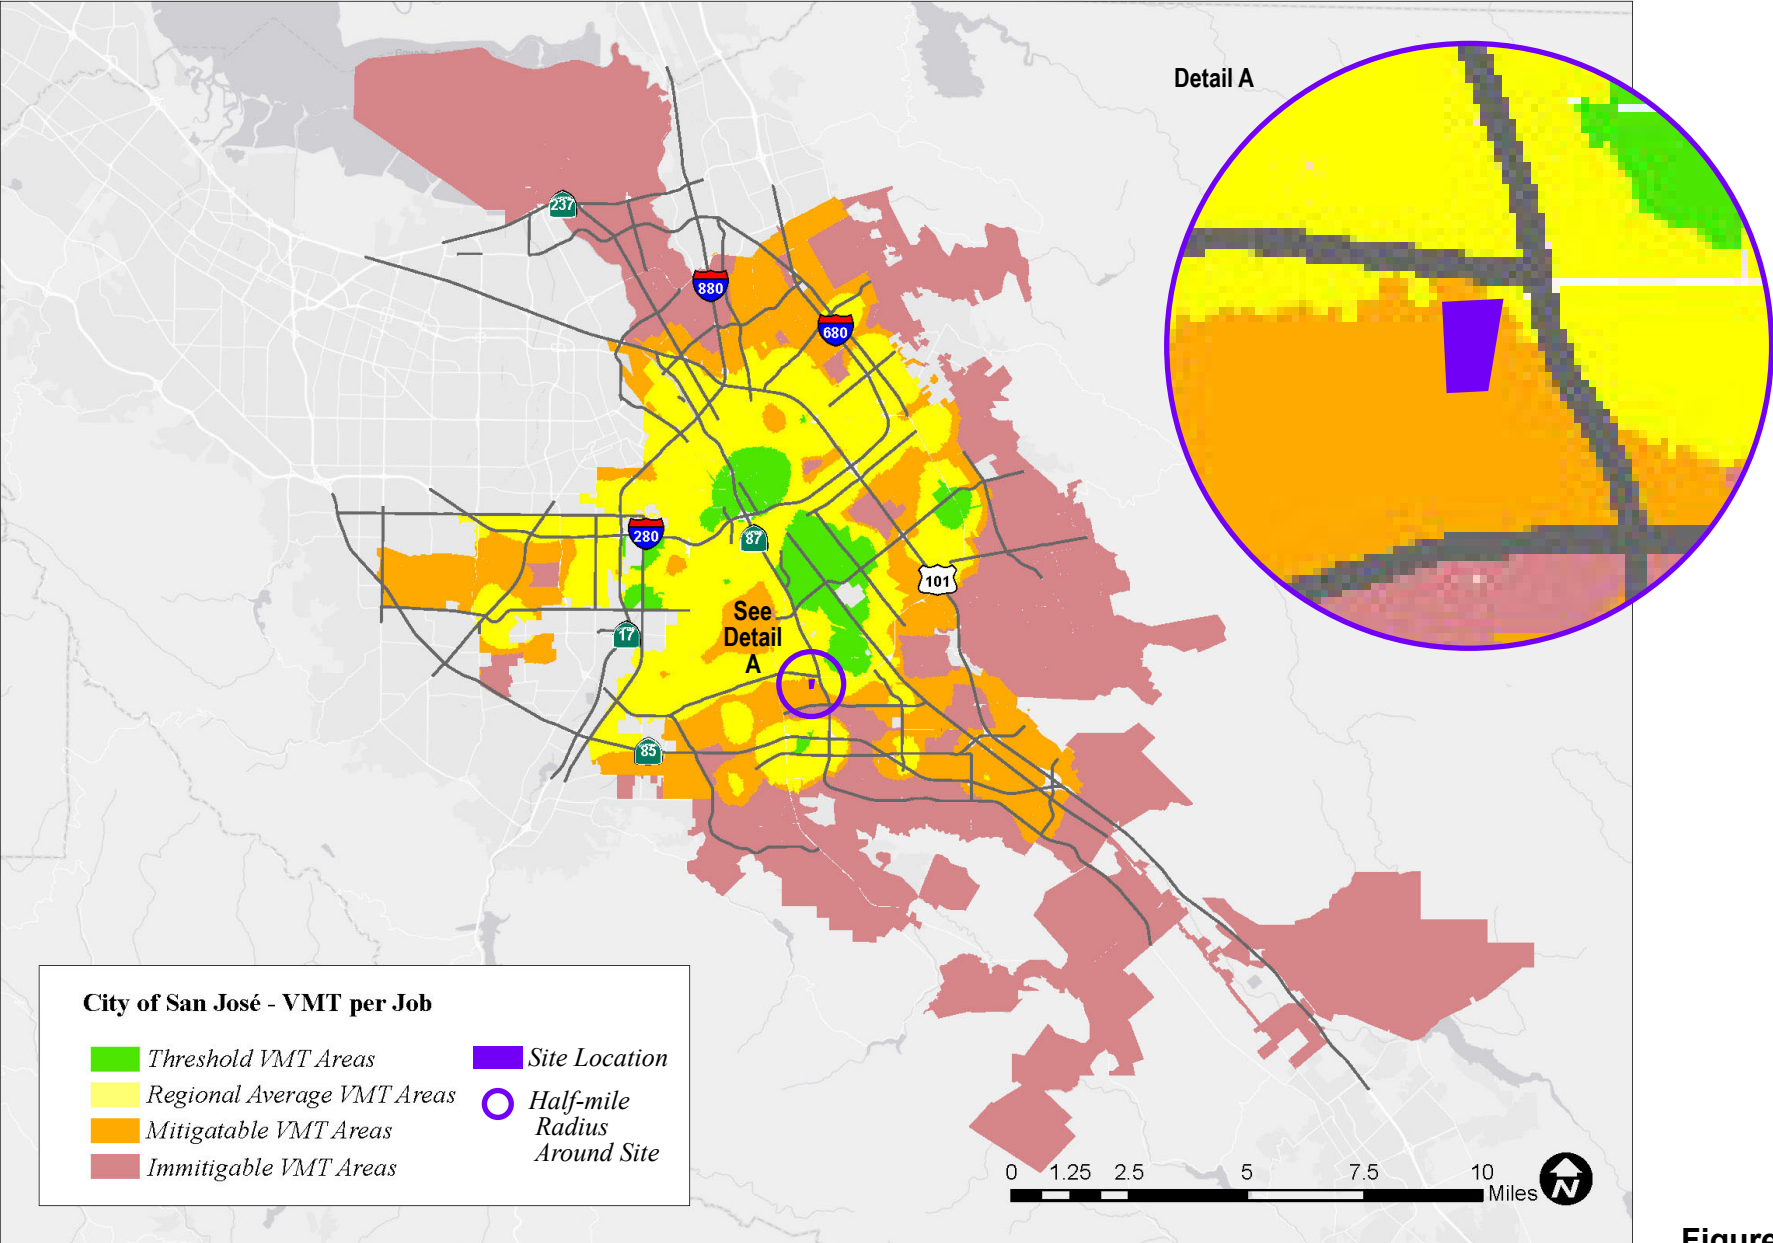 Detail A
237
880
680
280
87
101
See
Detail
A
17
85
City of San José - VMT per Job
Threshold VMT Areas
Regional Average VMT Areas
Mitigatable VMT Areas
Immitigable VMT Areas
Site Location
Half-mile
Radius
Around Site
0 1.25 2.5 5 7.5 10
Miles
N
Figure